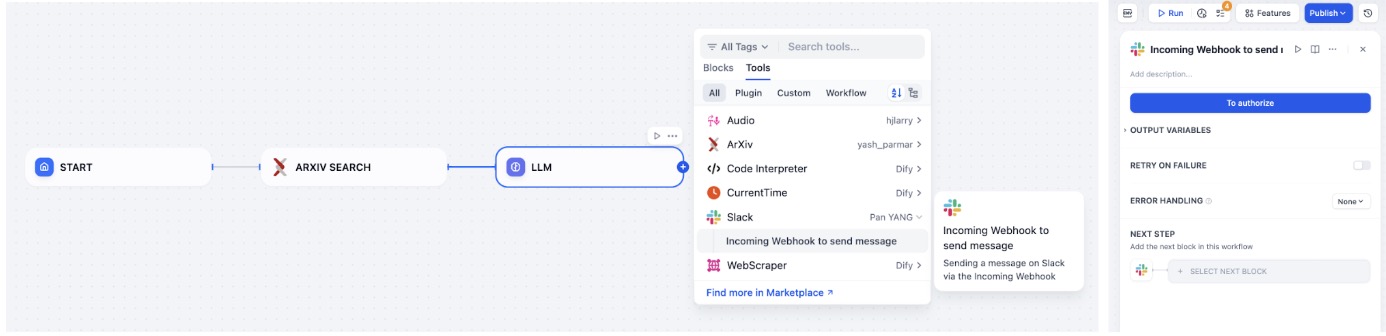 START
ARXIV SEARCH
LLM
All Tags
Search tools...
Blocks
Tools
All
Plugin
Custom
Workflow
Audio
hjlarry
ArXiv
yash_parmar
Code Interpreter
Dify
CurrentTime
Dify
Slack
Pan YANG
Incoming Webhook to send message
WebScraper
Dify
Find more in Marketplace
Incoming Webhook to
send message
Sending a message on Slack
via the Incoming Webhook
ENV
Run
4
Features
Publish
Incoming Webhook to send
Add description...
To authorize
OUTPUT VARIABLES
RETRY ON FAILURE
ERROR HANDLING
None
NEXT STEP
Add the next block in this workflow
+ SELECT NEXT BLOCK